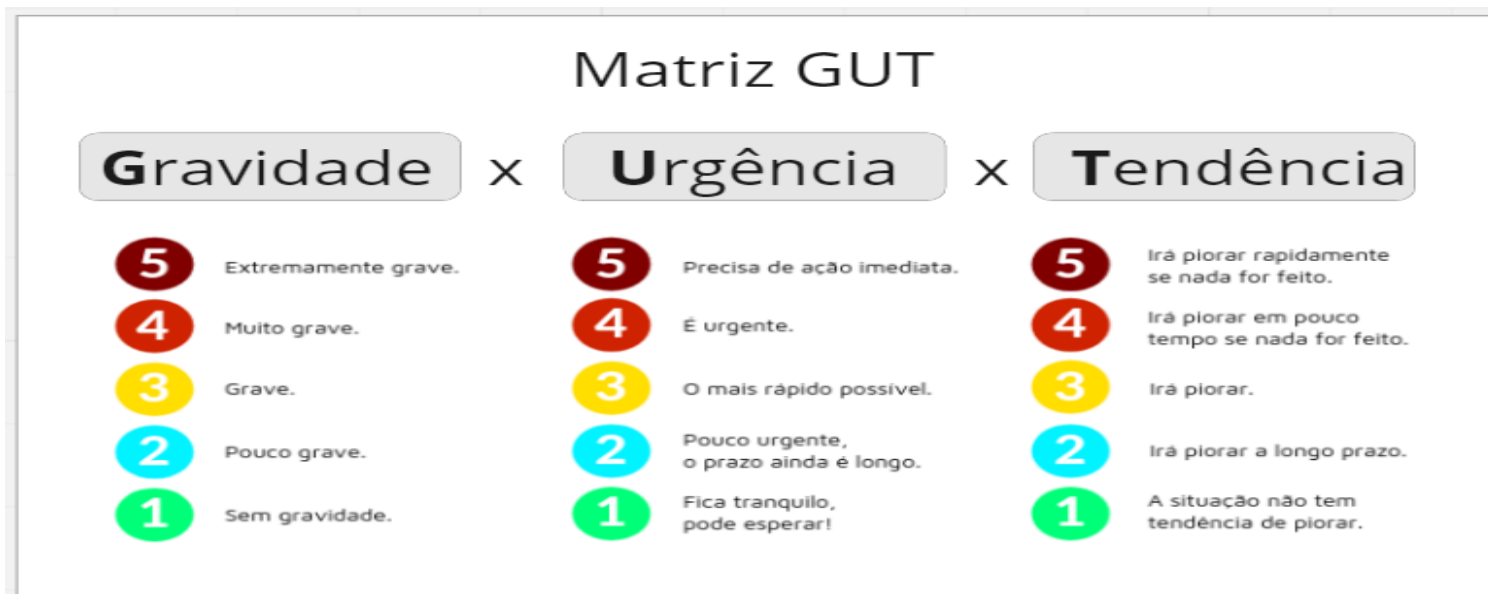 Matriz GUT
Gravidade x Urgência x Tendência
5 Extremamente grave.
4 Muito grave.
3 Grave.
2 Pouco grave.
1 Sem gravidade.
5 Precisa de ação imediata.
4 É urgente.
3 O mais rápido possível.
2 Pouco urgente,
o prazo ainda é longo.
1 Fica tranquilo,
pode esperar!
5 Irá piorar rapidamente
se nada for feito.
4 Irá piorar em pouco
tempo se nada for feito.
3 Irá piorar.
2 Irá piorar a longo prazo.
1 A situação não tem
tendência de piorar.